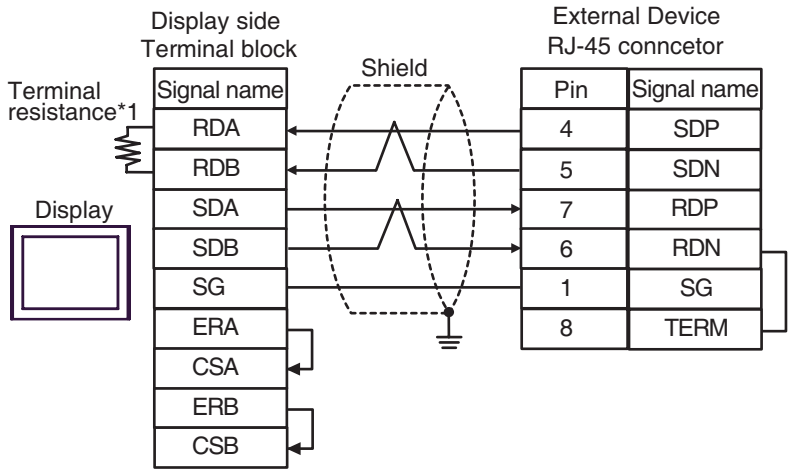 Display side
Terminal block
External Device
RJ-45 conncetor
Shield
Terminal
resistance*1
Signal name
Pin Signal name
RDA 4 SDP
RDB 5 SDN
Display
SDA 7 RDP
SDB 6 RDN
SG 1 SG
ERA 8 TERM
CSA
ERB
CSB